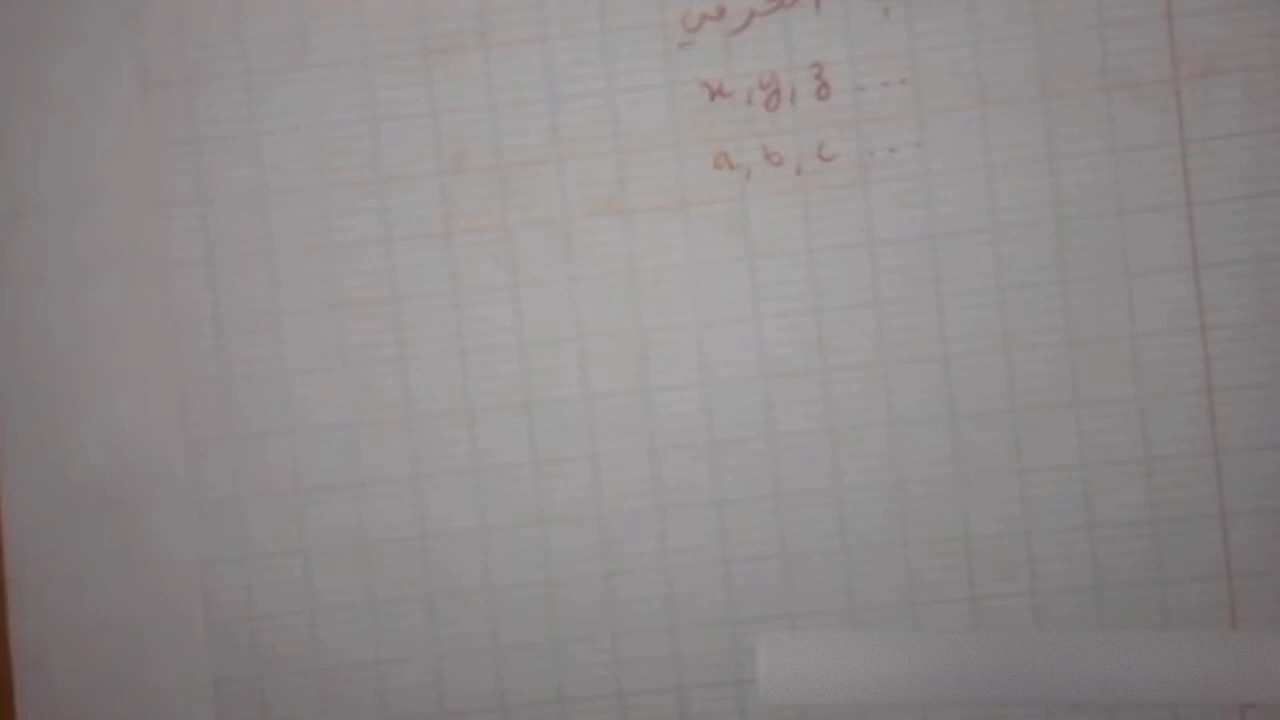 x, y, z ...
a, b, c ...